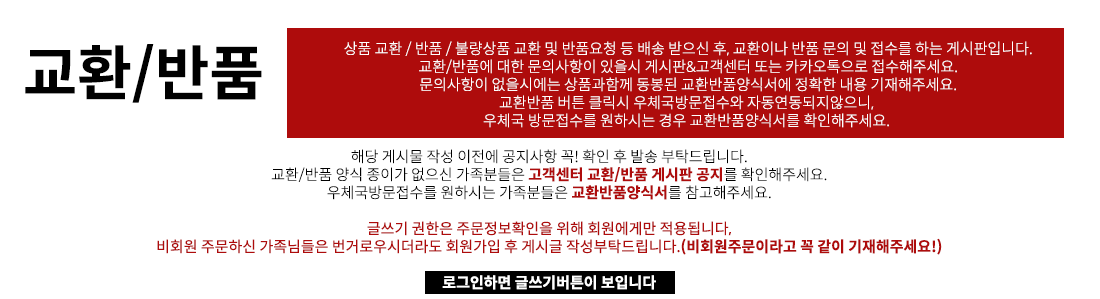 교환/반품
상품 교환 / 반품 / 불량상품 교환 및 반품요청 등 배송 받으신 후, 교환이나 반품 문의 및 접수를 하는 게시판입니다.
교환/반품에 대한 문의사항이 있을시 게시판&고객센터 또는 카카오톡으로 접수해주세요.
문의사항이 없을시에는 상품과함께 동봉된 교환반품양식서에 정확한 내용 기재해주세요.
교환반품 버튼 클릭시 우체국방문접수와 자동연동되지않으니,
우체국 방문접수를 원하시는 경우 교환반품양식서를 확인해주세요.
해당 게시물 작성 이전에 공지사항 꼭! 확인 후 발송 부탁드립니다.
교환/반품 양식 종이가 없으신 가족분들은 고객센터 교환/반품 게시판 공지를 확인해주세요.
우체국방문접수를 원하시는 가족분들은 교환반품양식서를 참고해주세요.
글쓰기 권한은 주문정보확인을 위해 회원에게만 적용됩니다,
비회원 주문하신 가족님들은 번거로우시더라도 회원가입 후 게시글 작성부탁드립니다.(비회원주문이라고 꼭 같이 기재해주세요!)
로그인하면 글쓰기버튼이 보입니다